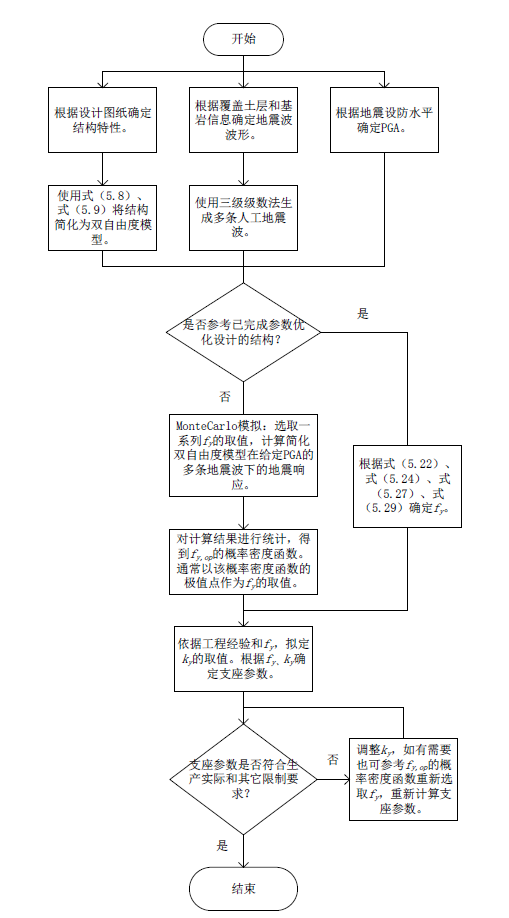 开始
根据设计图纸确定
结构特性。
根据覆盖土层和基
岩信息确定地震波
波形。
根据地震设防水平
确定PGA。
使用式（5.8）、
式（5.9）将结构
简化为双自由度模
型。
使用三级级数法生
成多条人工地震
波。
是否参考已完成参数优
化设计的结构？
是
否
MonteCarlo模拟：选取一
系列fy的取值，计算简化
双自由度模型在给定PGA的
多条地震波下的地震响
应。
根据式（5.22）、
式（5.24）、式
（5.27）、式
（5.29）确定fy。
对计算结果进行统计，得
到fy,op的概率密度函数。
通常以该概率密度函数的
极值点作为fy的取值。
依据工程经验和fy，拟定
ky的取值。根据fy、ky确
定支座参数。
支座参数是否符合生
产实际和其它限制要
求？
否
调整ky，如有需要
也可参考fy,op的概
率密度函数重新选
取fy，重新计算支
座参数。
是
结束